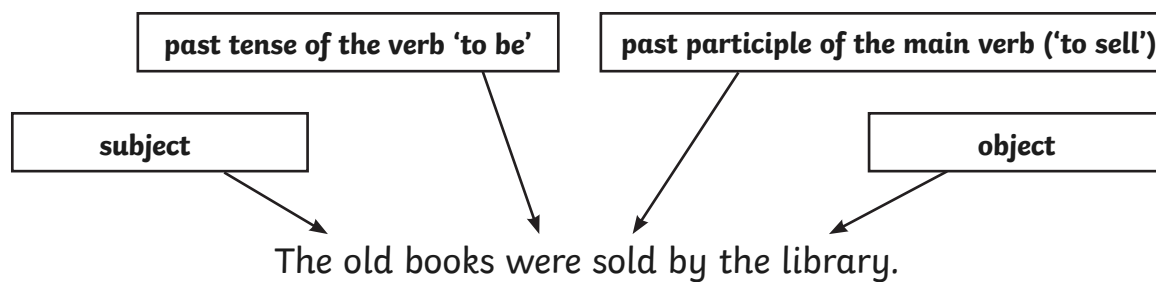 past tense of the verb ‘to be’
past participle of the main verb (‘to sell’)
subject
object
The old books were sold by the library.